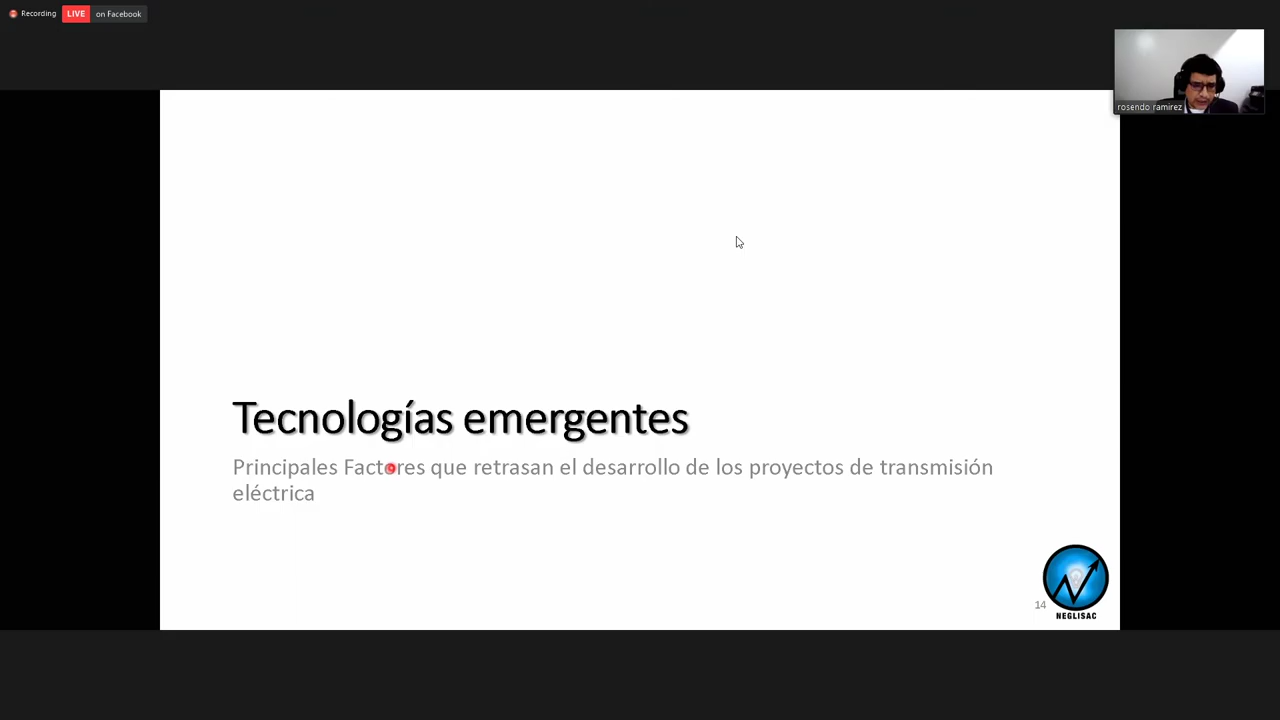 Recording LIVE on Facebook
rosendo ramirez
Tecnologías emergentes
Principales Factores que retrasan el desarrollo de los proyectos de transmisión
eléctrica
14
NEGLISAC